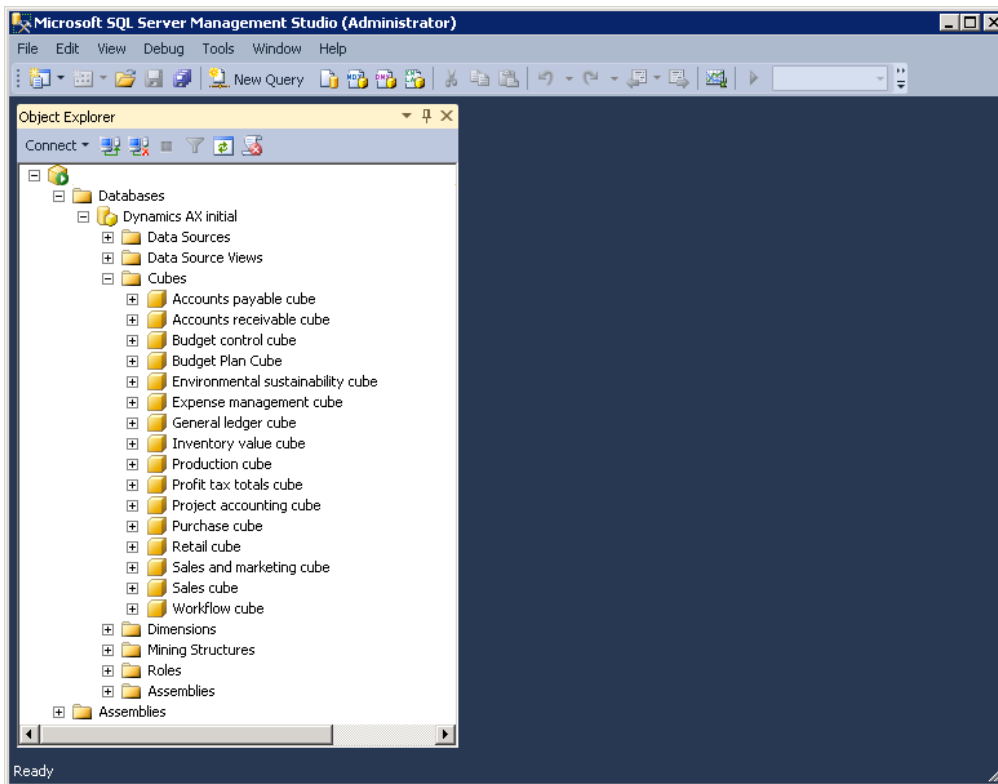 Microsoft SQL Server Management Studio (Administrator)
File Edit View Debug Tools Window Help
New Query MDX DMX XMLA
Object Explorer
Connect
Databases
Dynamics AX initial
Data Sources
Data Source Views
Cubes
Accounts payable cube
Accounts receivable cube
Budget control cube
Budget Plan Cube
Environmental sustainability cube
Expense management cube
General ledger cube
Inventory value cube
Production cube
Profit tax totals cube
Project accounting cube
Purchase cube
Retail cube
Sales and marketing cube
Sales cube
Workflow cube
Dimensions
Mining Structures
Roles
Assemblies
Assemblies
Ready